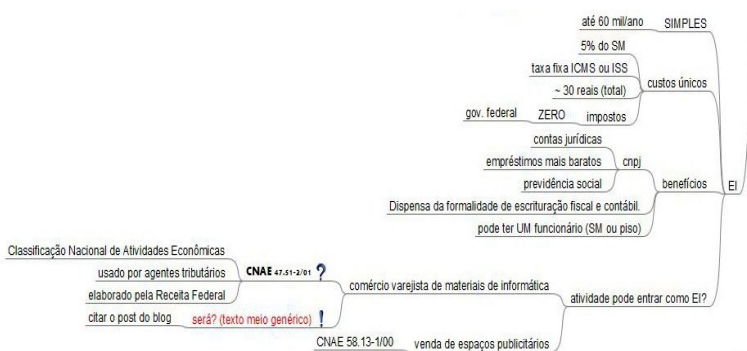 até 60 mil/ano SIMPLES
5% do SM
taxa fixa ICMS ou ISS
~ 30 reais (total)
custos únicos
gov. federal ZERO impostos
contas jurídicas
empréstimos mais baratos
cnpj
previdência social
benefícios
EI
Dispensa da formalidade de escrituração fiscal e contábil.
pode ter UM funcionário (SM ou piso)
Classificação Nacional de Atividades Econômicas
usado por agentes tributários
CNAE 47.51-2/01 ?
elaborado pela Receita Federal
comércio varejista de materiais de informática
atividade pode entrar como EI?
citar o post do blog será? (texto meio genérico) !
CNAE 58.13-1/00 venda de espaços publicitários